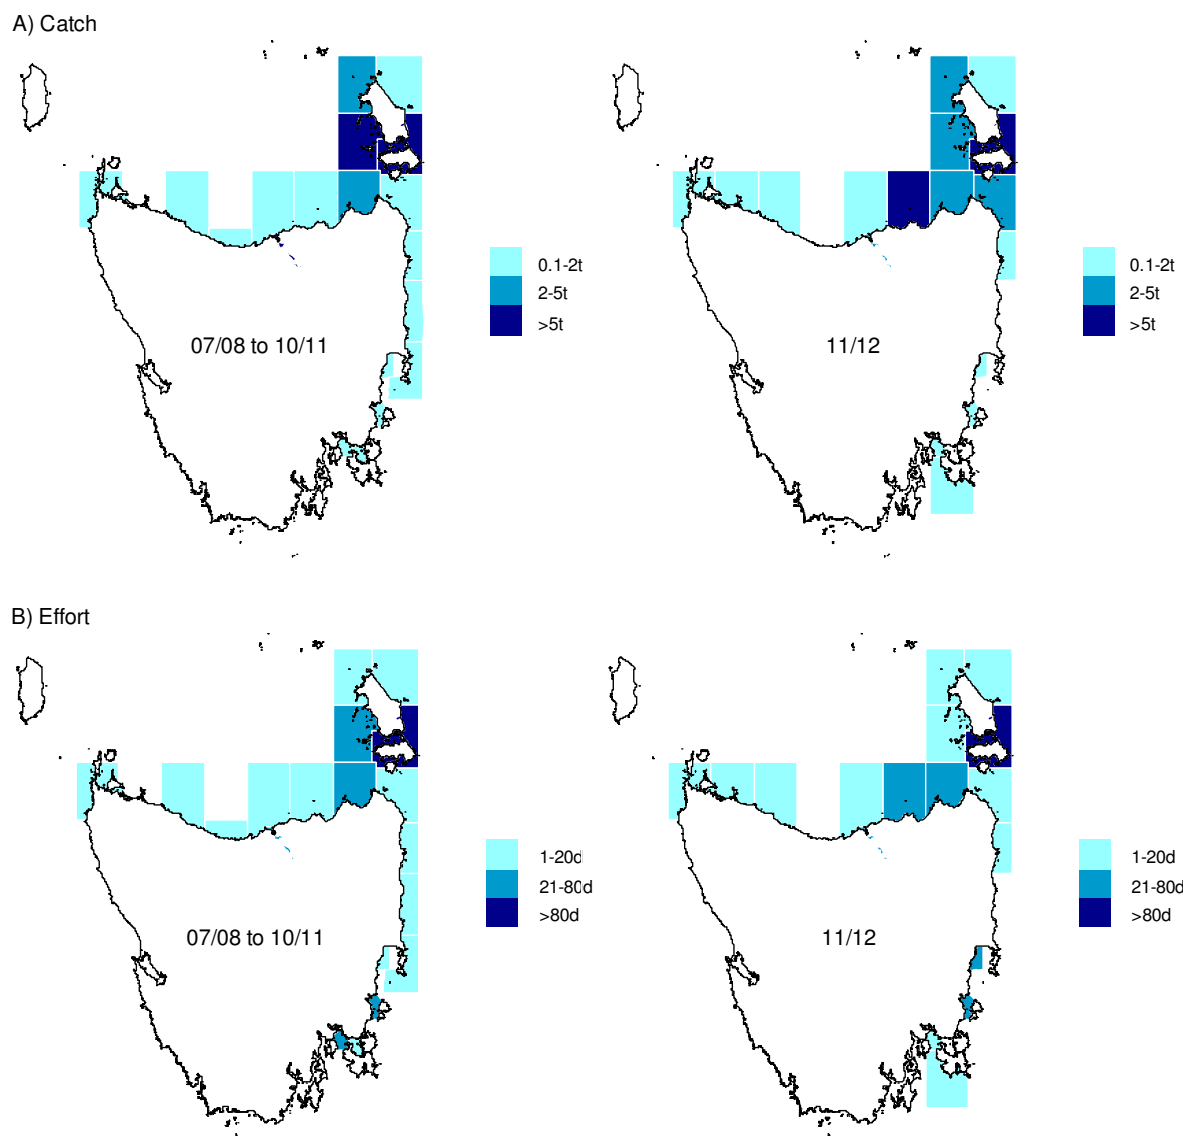 A) Catch
0.1-2t
2-5t
>5t
07/08 to 10/11
0.1-2t
2-5t
>5t
11/12
B) Effort
1-20d
21-80d
>80d
07/08 to 10/11
1-20d
21-80d
>80d
11/12